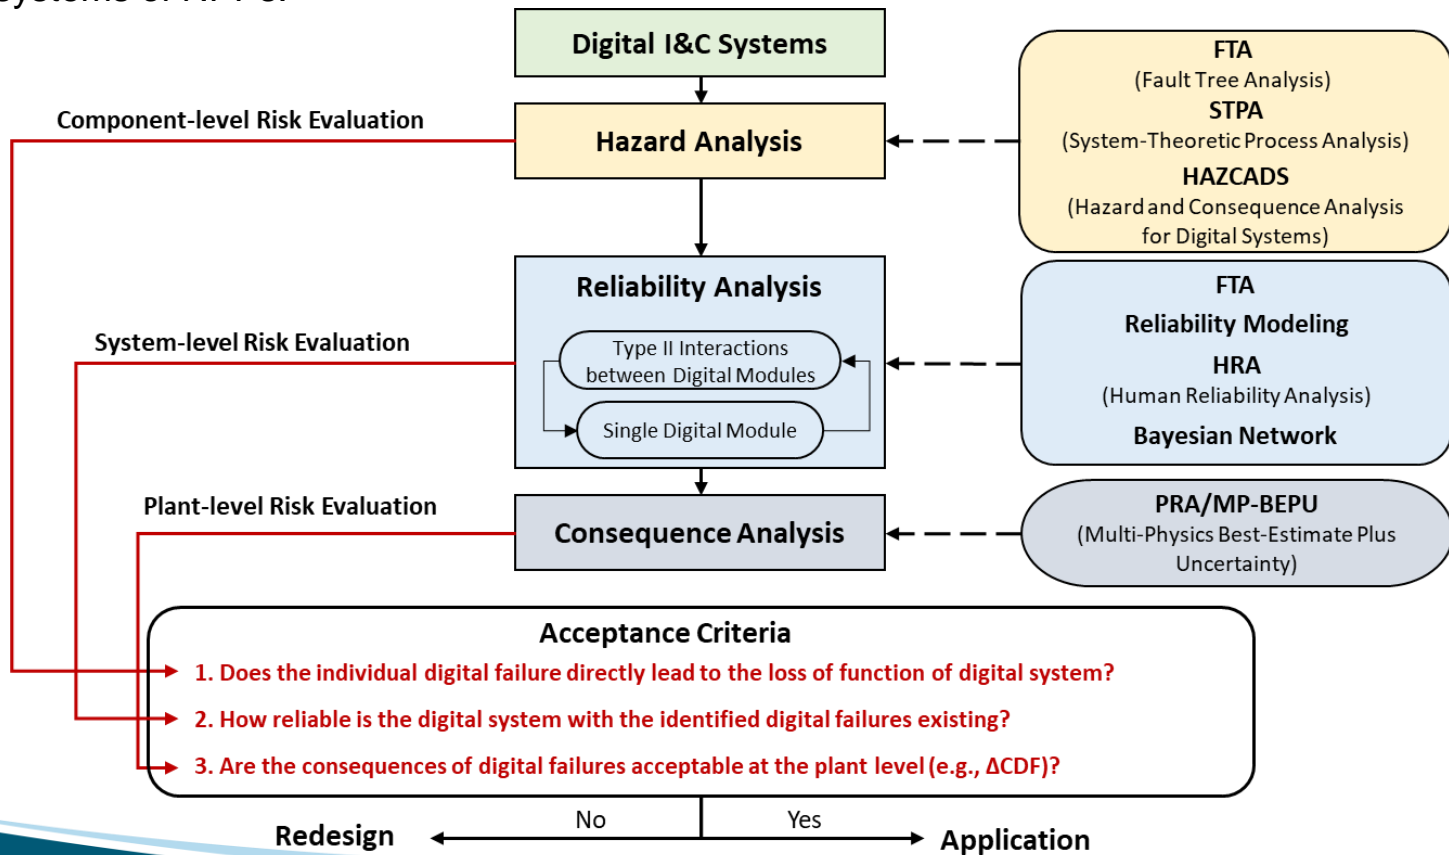 Digital I&C Systems
Component-level Risk Evaluation
Hazard Analysis
FTA
(Fault Tree Analysis)
STPA
(System-Theoretic Process Analysis)
HAZCADS
(Hazard and Consequence Analysis
for Digital Systems)
System-level Risk Evaluation
Reliability Analysis
Type II Interactions
between Digital Modules
Single Digital Module
FTA
Reliability Modeling
HRA
(Human Reliability Analysis)
Bayesian Network
Plant-level Risk Evaluation
Consequence Analysis
PRA/MP-BEPU
(Multi-Physics Best-Estimate Plus
Uncertainty)
Acceptance Criteria
1. Does the individual digital failure directly lead to the loss of function of digital system?
2. How reliable is the digital system with the identified digital failures existing?
3. Are the consequences of digital failures acceptable at the plant level (e.g., ΔCDF)?
No
Yes
Redesign
Application